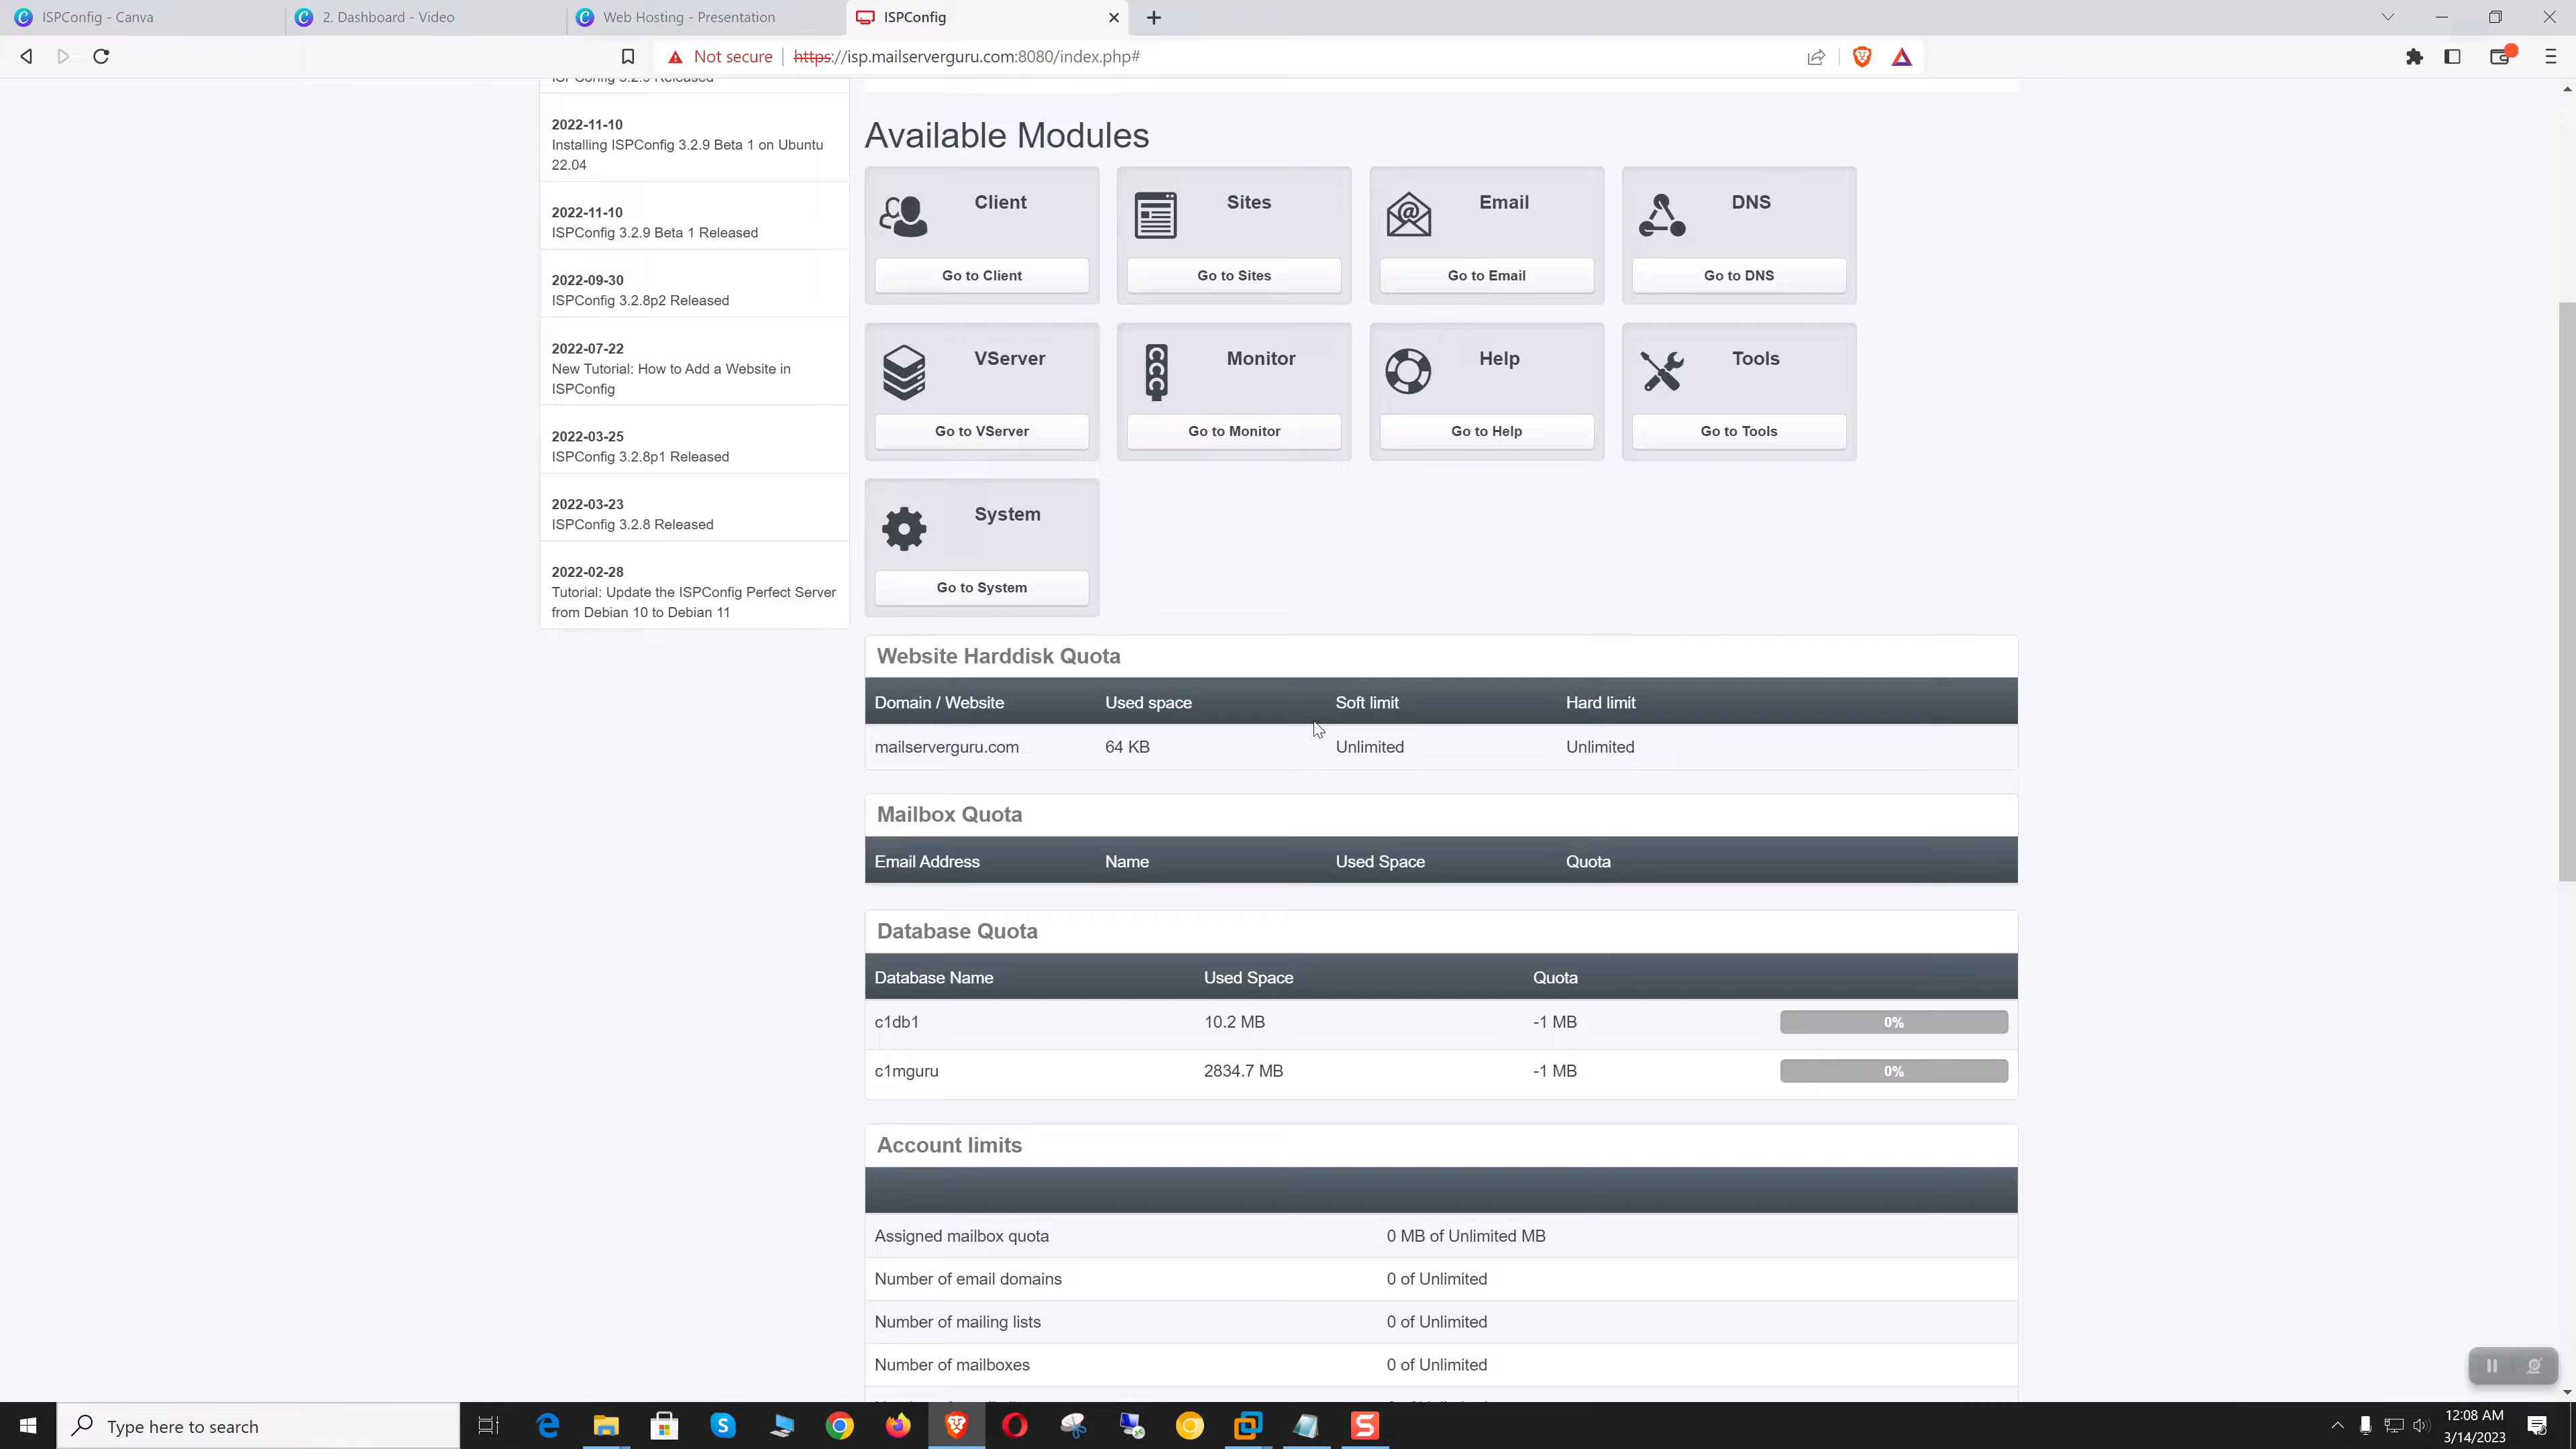 ISPConfig - Canva
2. Dashboard - Video
Web Hosting - Presentation
ISPConfig
Not secure
https://isp.mailserverguru.com:8080/index.php#
ISPConfig 3.2.9 Released
2022-11-10
Installing ISPConfig 3.2.9 Beta 1 on Ubuntu
22.04
2022-11-10
ISPConfig 3.2.9 Beta 1 Released
2022-09-30
ISPConfig 3.2.8p2 Released
2022-07-22
New Tutorial: How to Add a Website in
ISPConfig
2022-03-25
ISPConfig 3.2.8p1 Released
2022-03-23
ISPConfig 3.2.8 Released
2022-02-28
Tutorial: Update the ISPConfig Perfect Server
from Debian 10 to Debian 11
Available Modules
Client
Go to Client
Sites
Go to Sites
Email
Go to Email
DNS
Go to DNS
VServer
Go to VServer
Monitor
Go to Monitor
Help
Go to Help
Tools
Go to Tools
System
Go to System
Website Harddisk Quota
Domain / Website Used space Soft limit Hard limit
mailserverguru.com 64 KB Unlimited Unlimited
Mailbox Quota
Email Address Name Used Space Quota
Database Quota
Database Name Used Space Quota
c1db1 10.2 MB -1 MB 0%
c1mguru 2834.7 MB -1 MB 0%
Account limits
Assigned mailbox quota 0 MB of Unlimited MB
Number of email domains 0 of Unlimited
Number of mailing lists 0 of Unlimited
Number of mailboxes 0 of Unlimited
Type here to search
12:08 AM
3/14/2023